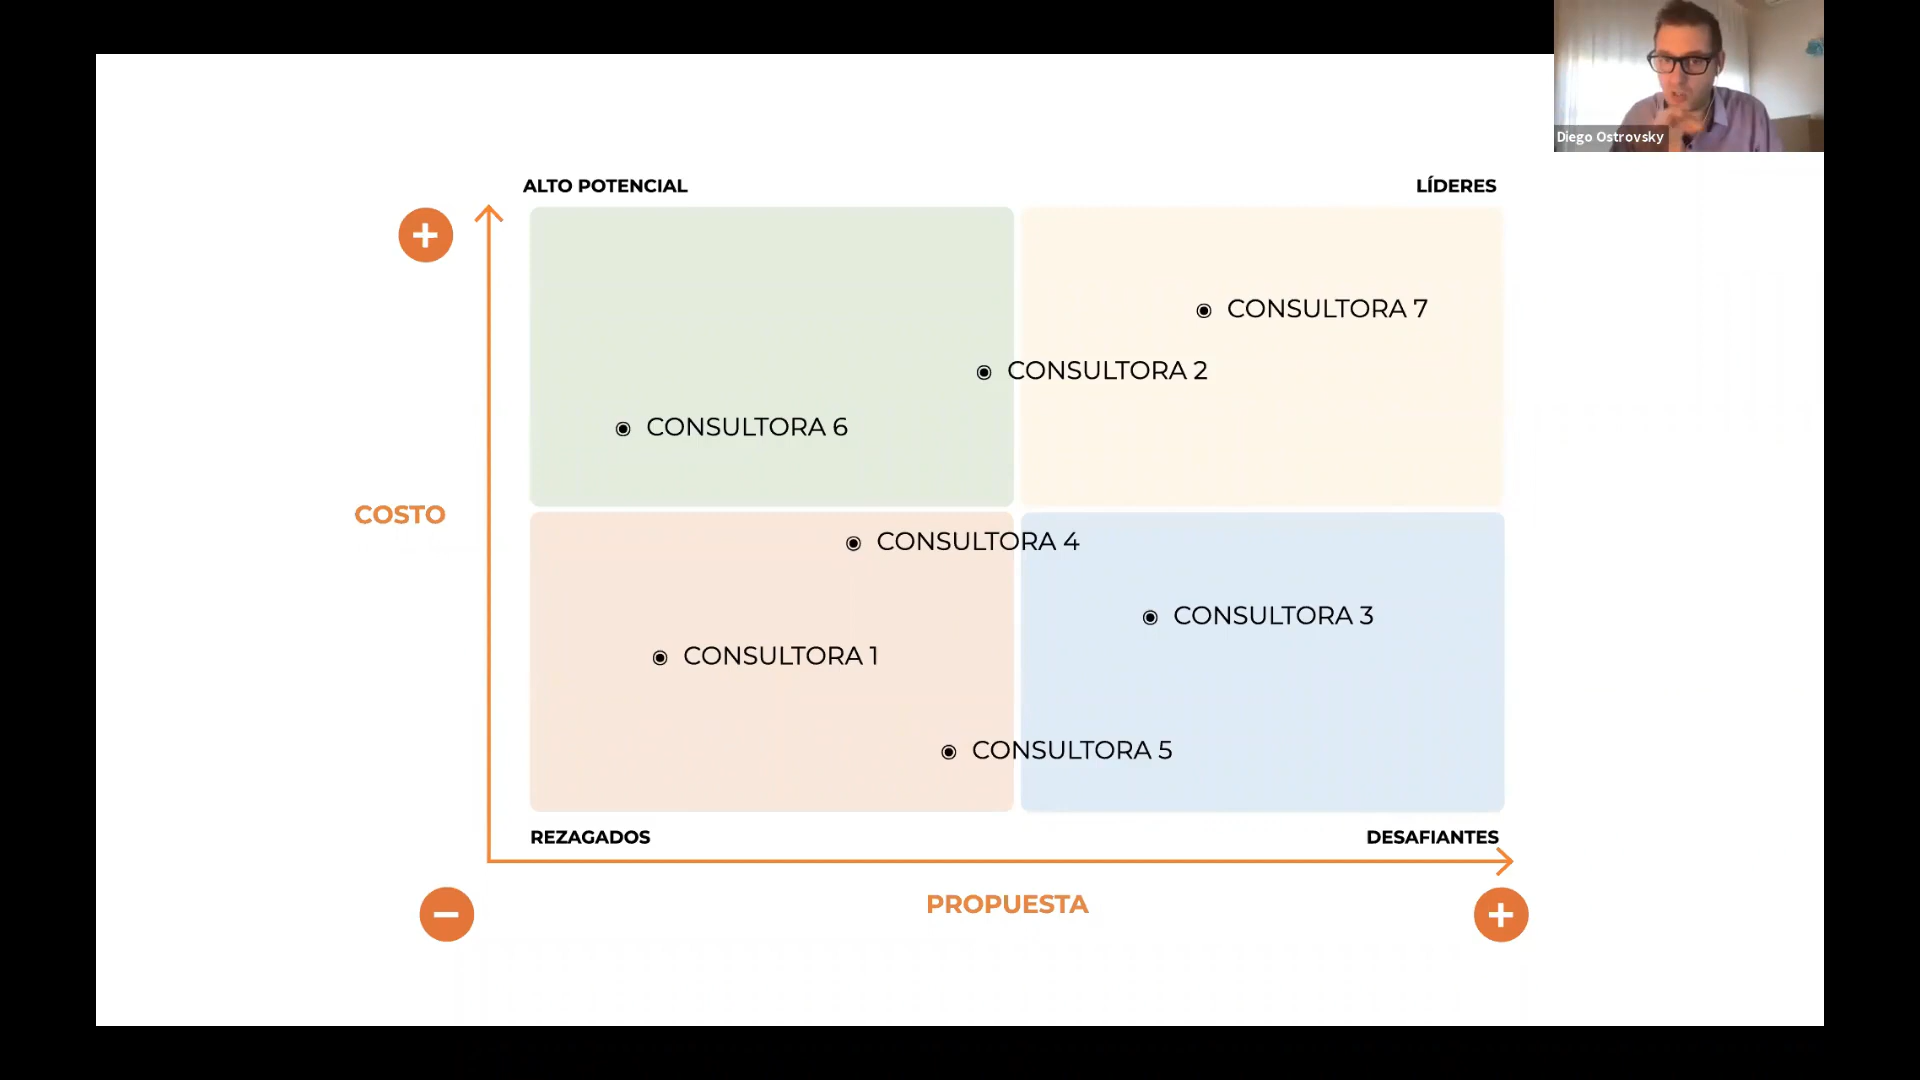 Diego Ostrovsky
ALTO POTENCIAL
LÍDERES
CONSULTORA 7
CONSULTORA 2
CONSULTORA 6
COSTO
CONSULTORA 4
CONSULTORA 3
CONSULTORA 1
CONSULTORA 5
REZAGADOS
DESAFIANTES
PROPUESTA